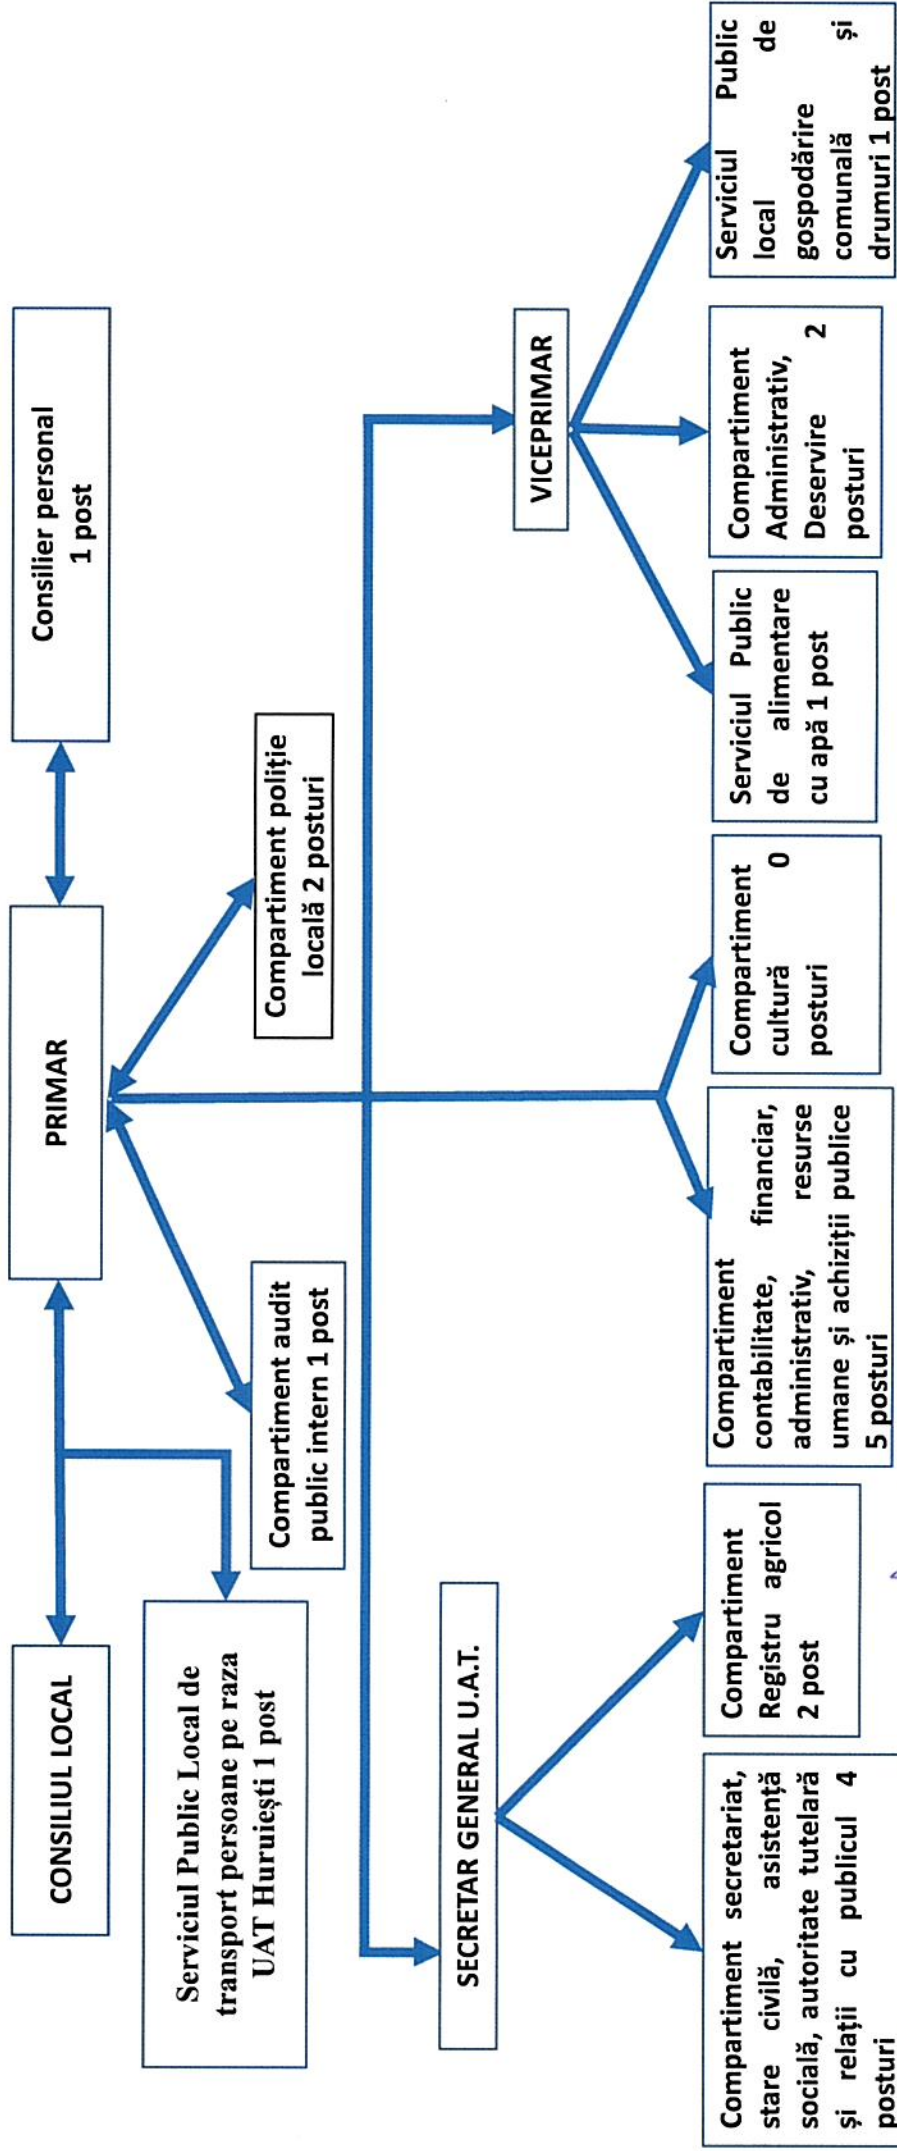 CONSILIUL LOCAL
PRIMAR
Consilier personal
1 post
Serviciul Public Local de
transport persoane pe raza
UAT Huruiești 1 post
Compartiment audit
public intern 1 post
Compartiment poliție
locală 2 posturi
SECRETAR GENERAL U.A.T.
VICEPRIMAR
Compartiment secretariat,
stare civilă, asistență
socială, autoritate tutelară
și relații cu publicul 4
posturi
Compartiment
Registru agricol
2 post
Compartiment
contabilitate, financiar,
administrativ, resurse
umane și achiziții publice
5 posturi
Compartiment
cultură 0
posturi
Serviciul Public
de alimentare
cu apă 1 post
Compartiment
Administrativ,
Deservire 2
posturi
Serviciul Public
local de
gospodărire
comunală și
drumuri 1 post